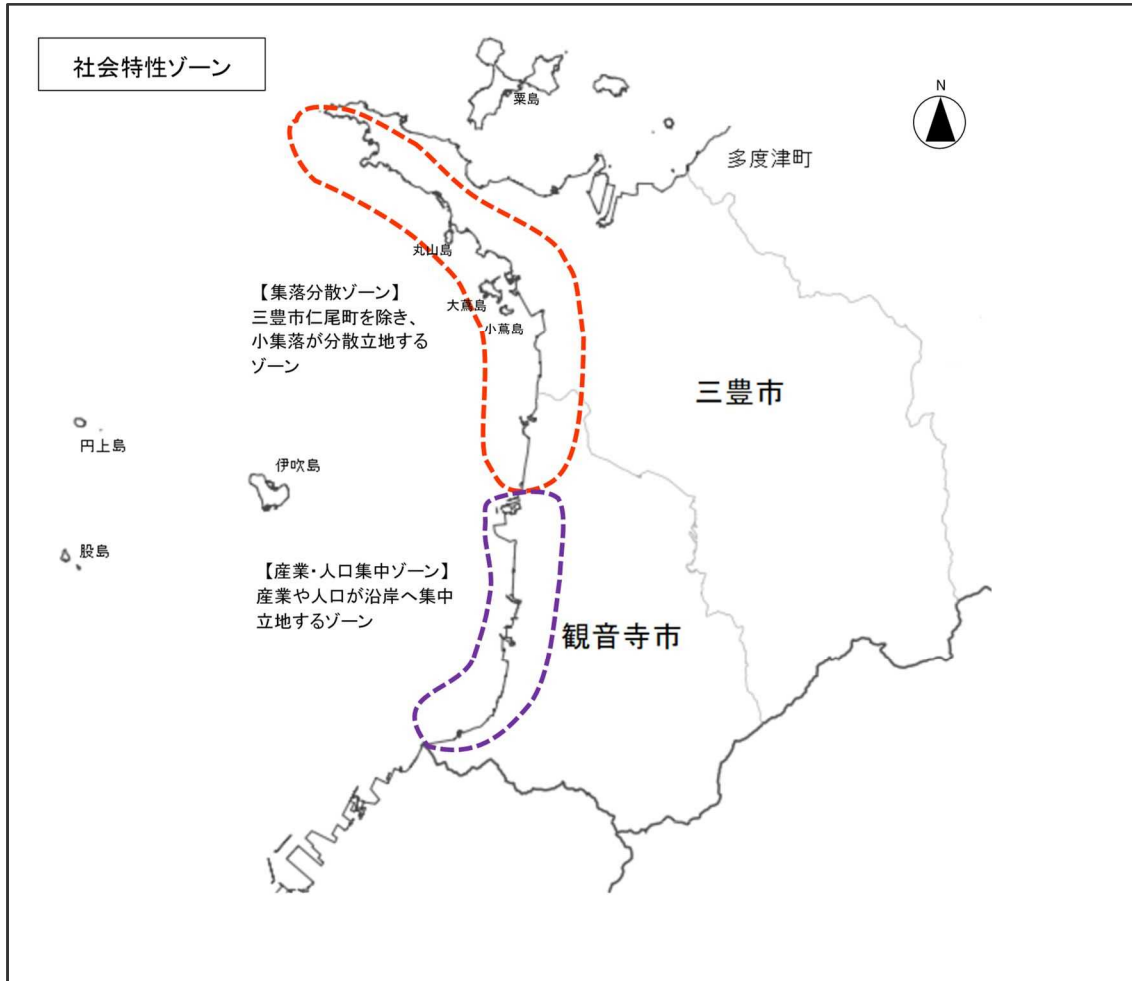 社会特性ゾーン
粟島
N
多度津町
丸山島
【集落分散ゾーン】
三豊市仁尾町を除き、
小集落が分散立地する
ゾーン
大蔦島
小蔦島
三豊市
円上島
伊吹島
股島
【産業・人口集中ゾーン】
産業や人口が沿岸へ集中
立地するゾーン
観音寺市